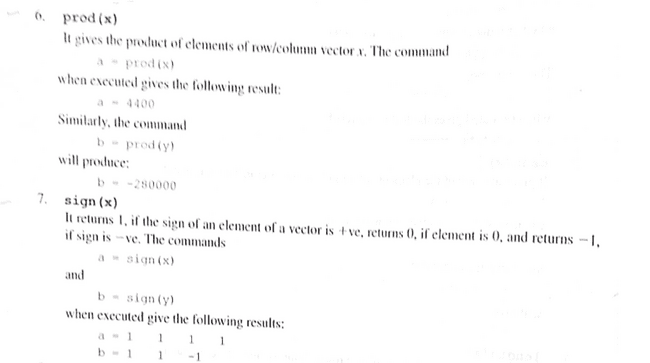 6. prod(x)
It gives the product of elements of row/column vector x. The command
a = prod(x)
when executed gives the following result:
a = 4400
Similarly, the command
b = prod(y)
will produce:
b = -280000
7. sign(x)
It returns 1, if the sign of an element of a vector is +ve, returns 0, if element is 0, and returns −1,
if sign is −ve. The commands
a = sign(x)
and
b = sign(y)
when executed give the following results:
a = 1 1 1 1
b = 1 1 -1